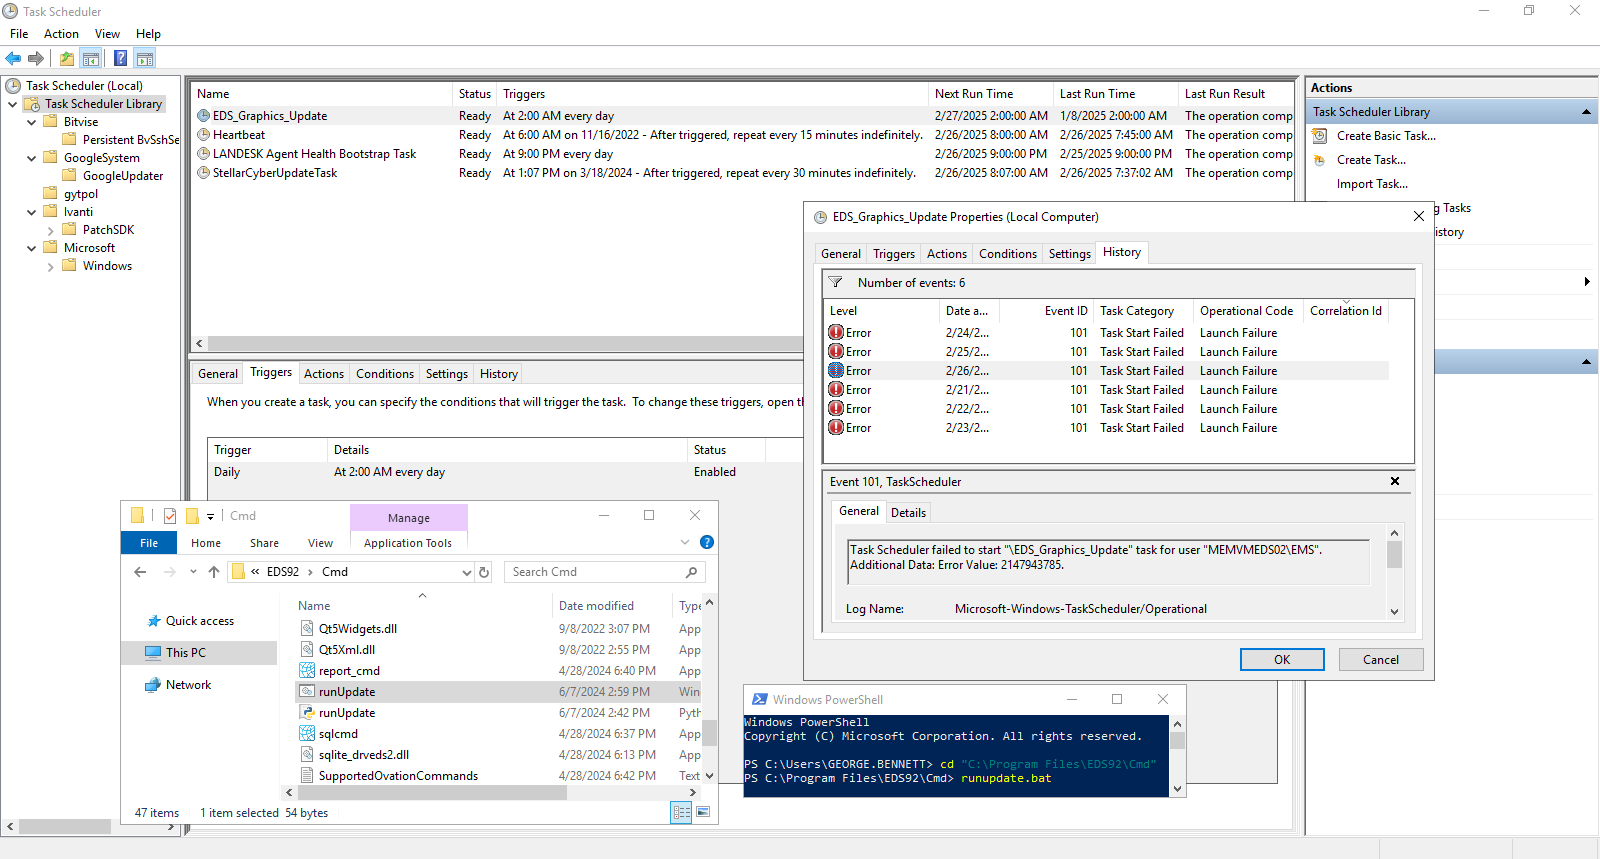 Task Scheduler
File Action View Help
Task Scheduler (Local)
Task Scheduler Library
Bitvise
Persistent BvSshSe
GoogleSystem
GoogleUpdater
gytpol
Ivanti
PatchSDK
Microsoft
Windows
Name Status Triggers Next Run Time Last Run Time Last Run Result
EDS_Graphics_Update Ready At 2:00 AM every day 2/27/2025 2:00:00 AM 1/8/2025 2:00:00 AM The operation comp
Heartbeat Ready At 6:00 AM on 11/16/2022 - After triggered, repeat every 15 minutes indefinitely. 2/26/2025 8:00:00 AM 2/26/2025 7:45:00 AM The operation comp
LANDESK Agent Health Bootstrap Task Ready At 9:00 PM every day 2/26/2025 9:00:00 PM 2/25/2025 9:00:00 PM The operation comp
StellarCyberUpdateTask Ready At 1:07 PM on 3/18/2024 - After triggered, repeat every 30 minutes indefinitely. 2/26/2025 8:07:00 AM 2/26/2025 7:37:02 AM The operation comp
General Triggers Actions Conditions Settings History
When you create a task, you can specify the conditions that will trigger the task. To change these triggers, open th
Trigger Details Status
Daily At 2:00 AM every day Enabled
Actions
Task Scheduler Library
Create Basic Task...
Create Task...
Import Task...
g Tasks
istory
EDS_Graphics_Update Properties (Local Computer)
General Triggers Actions Conditions Settings History
Number of events: 6
Level Date a... Event ID Task Category Operational Code Correlation Id
Error 2/24/2... 101 Task Start Failed Launch Failure
Error 2/25/2... 101 Task Start Failed Launch Failure
Error 2/26/2... 101 Task Start Failed Launch Failure
Error 2/21/2... 101 Task Start Failed Launch Failure
Error 2/22/2... 101 Task Start Failed Launch Failure
Error 2/23/2... 101 Task Start Failed Launch Failure
Event 101, TaskScheduler
General Details
Task Scheduler failed to start "\EDS_Graphics_Update" task for user "MEMVMEDS02\EMS".
Additional Data: Error Value: 2147943785.
Log Name: Microsoft-Windows-TaskScheduler/Operational
OK Cancel
Cmd Manage
File Home Share View Application Tools
« EDS92 › Cmd Search Cmd
Quick access
This PC
Network
Name Date modified Type
Qt5Widgets.dll 9/8/2022 3:07 PM App
Qt5Xml.dll 9/8/2022 2:55 PM App
report_cmd 4/28/2024 6:40 PM App
runUpdate 6/7/2024 2:59 PM Win
runUpdate 6/7/2024 2:42 PM Pyth
sqlcmd 4/28/2024 6:37 PM App
sqlite_drveds2.dll 4/28/2024 6:13 PM App
SupportedOvationCommands 4/28/2024 6:42 PM Text
47 items 1 item selected 54 bytes
Windows PowerShell
Windows PowerShell
Copyright (C) Microsoft Corporation. All rights reserved.
PS C:\Users\GEORGE.BENNETT> cd "C:\Program Files\EDS92\Cmd"
PS C:\Program Files\EDS92\Cmd> runupdate.bat